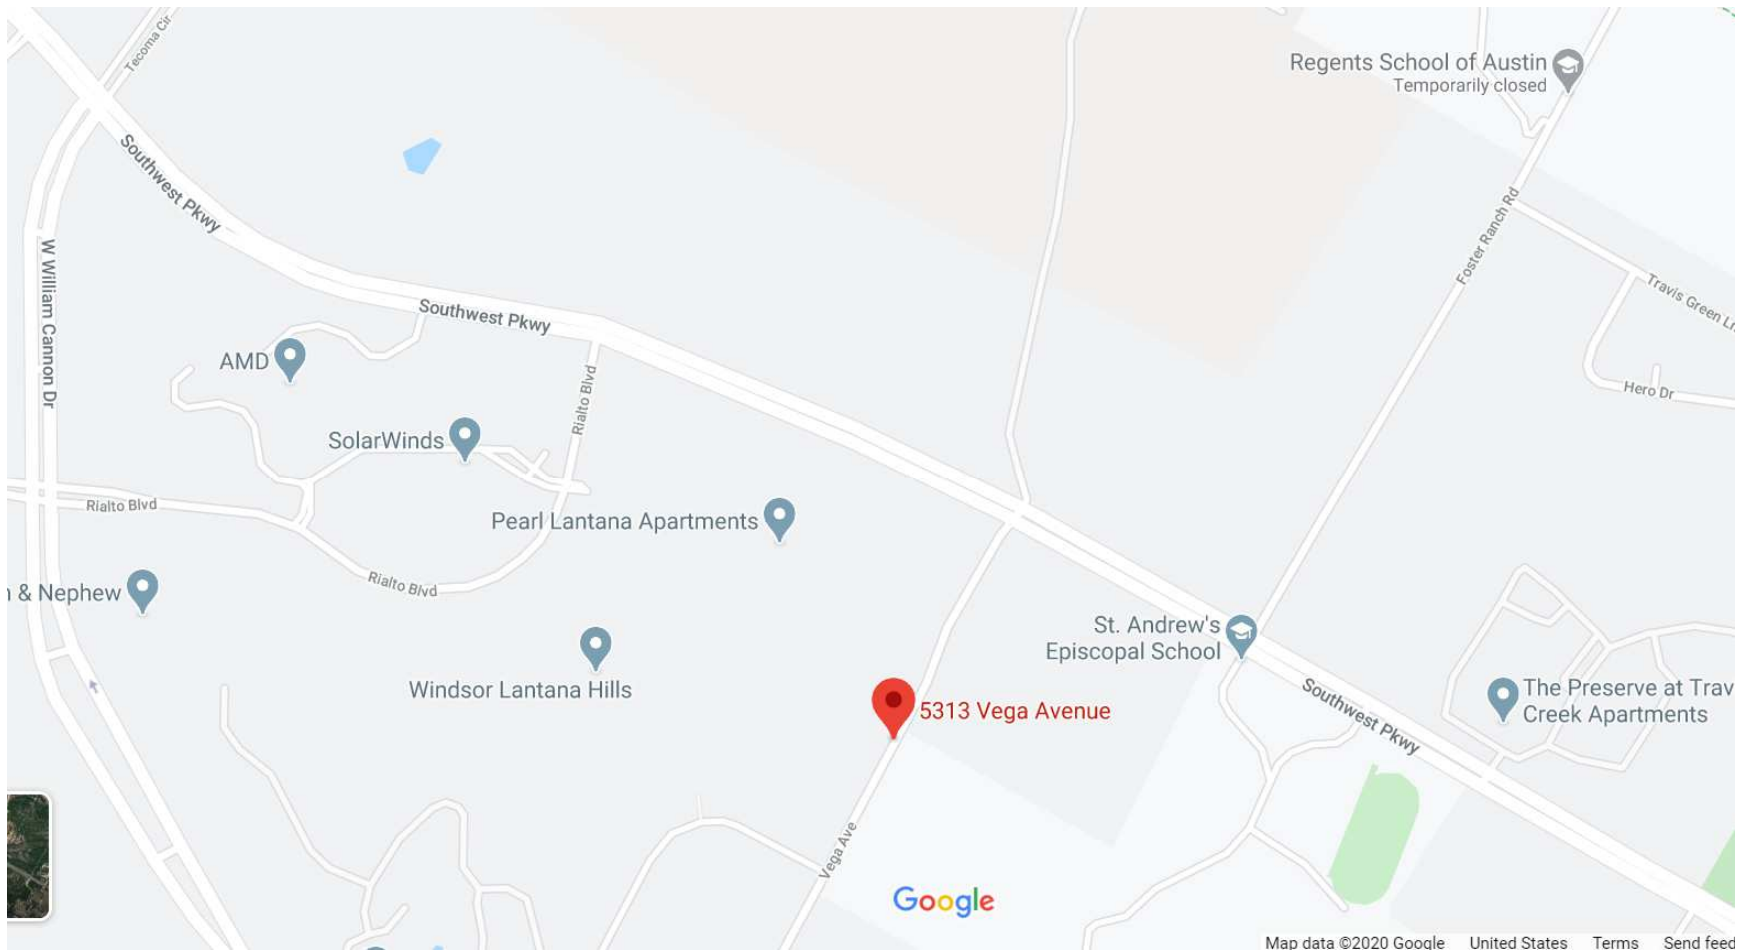 Tecoma Cir
Regents School of Austin
Temporarily closed
Southwest Pkwy
Foster Ranch Rd
W William Cannon Dr
Travis Green Ln
Southwest Pkwy
AMD
Rialto Blvd
Hero Dr
SolarWinds
Rialto Blvd
Pearl Lantana Apartments
Rialto Blvd
& Nephew
St. Andrew's
Episcopal School
Windsor Lantana Hills
5313 Vega Avenue
Southwest Pkwy
The Preserve at Trav
Creek Apartments
Vega Ave
Google
Map data ©2020 Google United States Terms Send feed